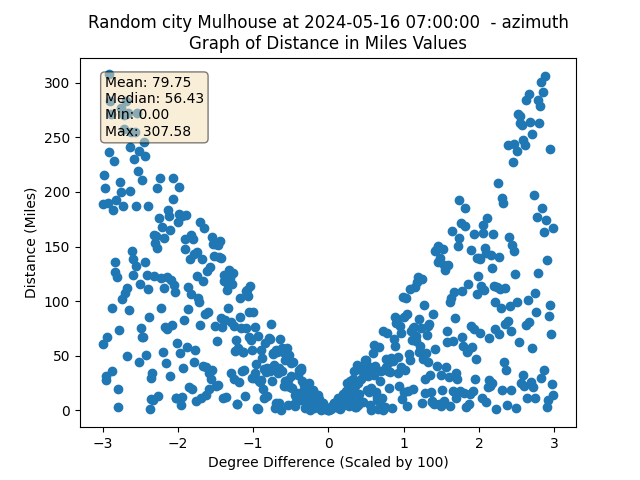 Random city Mulhouse at 2024-05-16 07:00:00  - azimuth
Graph of Distance in Miles Values
Mean: 79.75
Median: 56.43
Min: 0.00
Max: 307.58
300
250
200
150
100
50
0
Distance (Miles)
−3
−2
−1
0
1
2
3
Degree Difference (Scaled by 100)